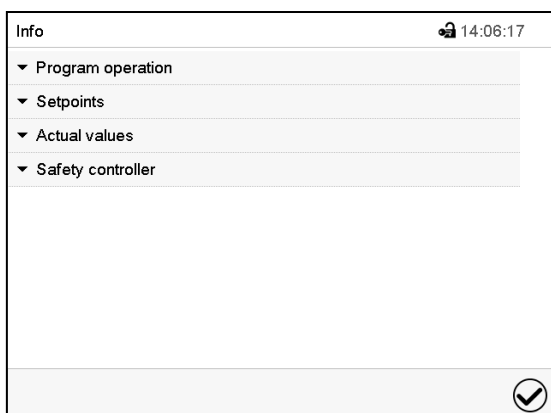 Info 14:06:17
Program operation
Setpoints
Actual values
Safety controller